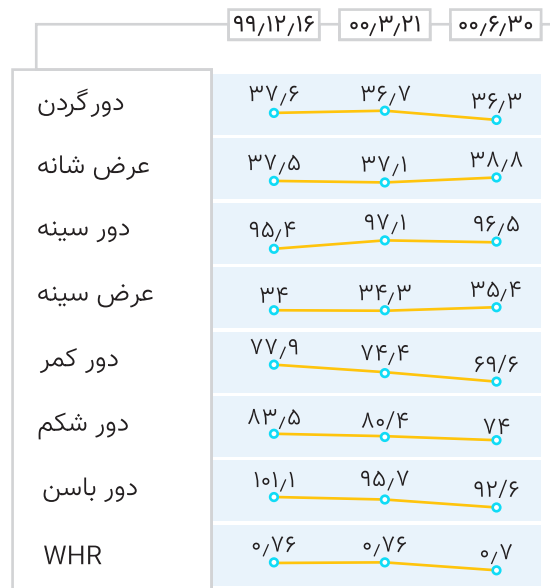 ۹۹٫۱۲٫۱۶ ۰۰٫۳٫۲۱ ۰۰٫۶٫۳۰
دور گردن ۳۷٫۶ ۳۶٫۷ ۳۶٫۳
عرض شانه ۳۷٫۵ ۳۷٫۱ ۳۸٫۸
دور سینه ۹۵٫۴ ۹۷٫۱ ۹۶٫۵
عرض سینه ۳۴ ۳۴٫۳ ۳۵٫۴
دور کمر ۷۷٫۹ ۷۴٫۴ ۶۹/۶
دور شکم ۸۳٫۵ ۸۰/۴ ۷۴
دور باسن ۱۰۱٫۱ ۹۵٫۷ ۹۲/۶
WHR ۰٫۷۶ ۰٫۷۶ ۰٫۷